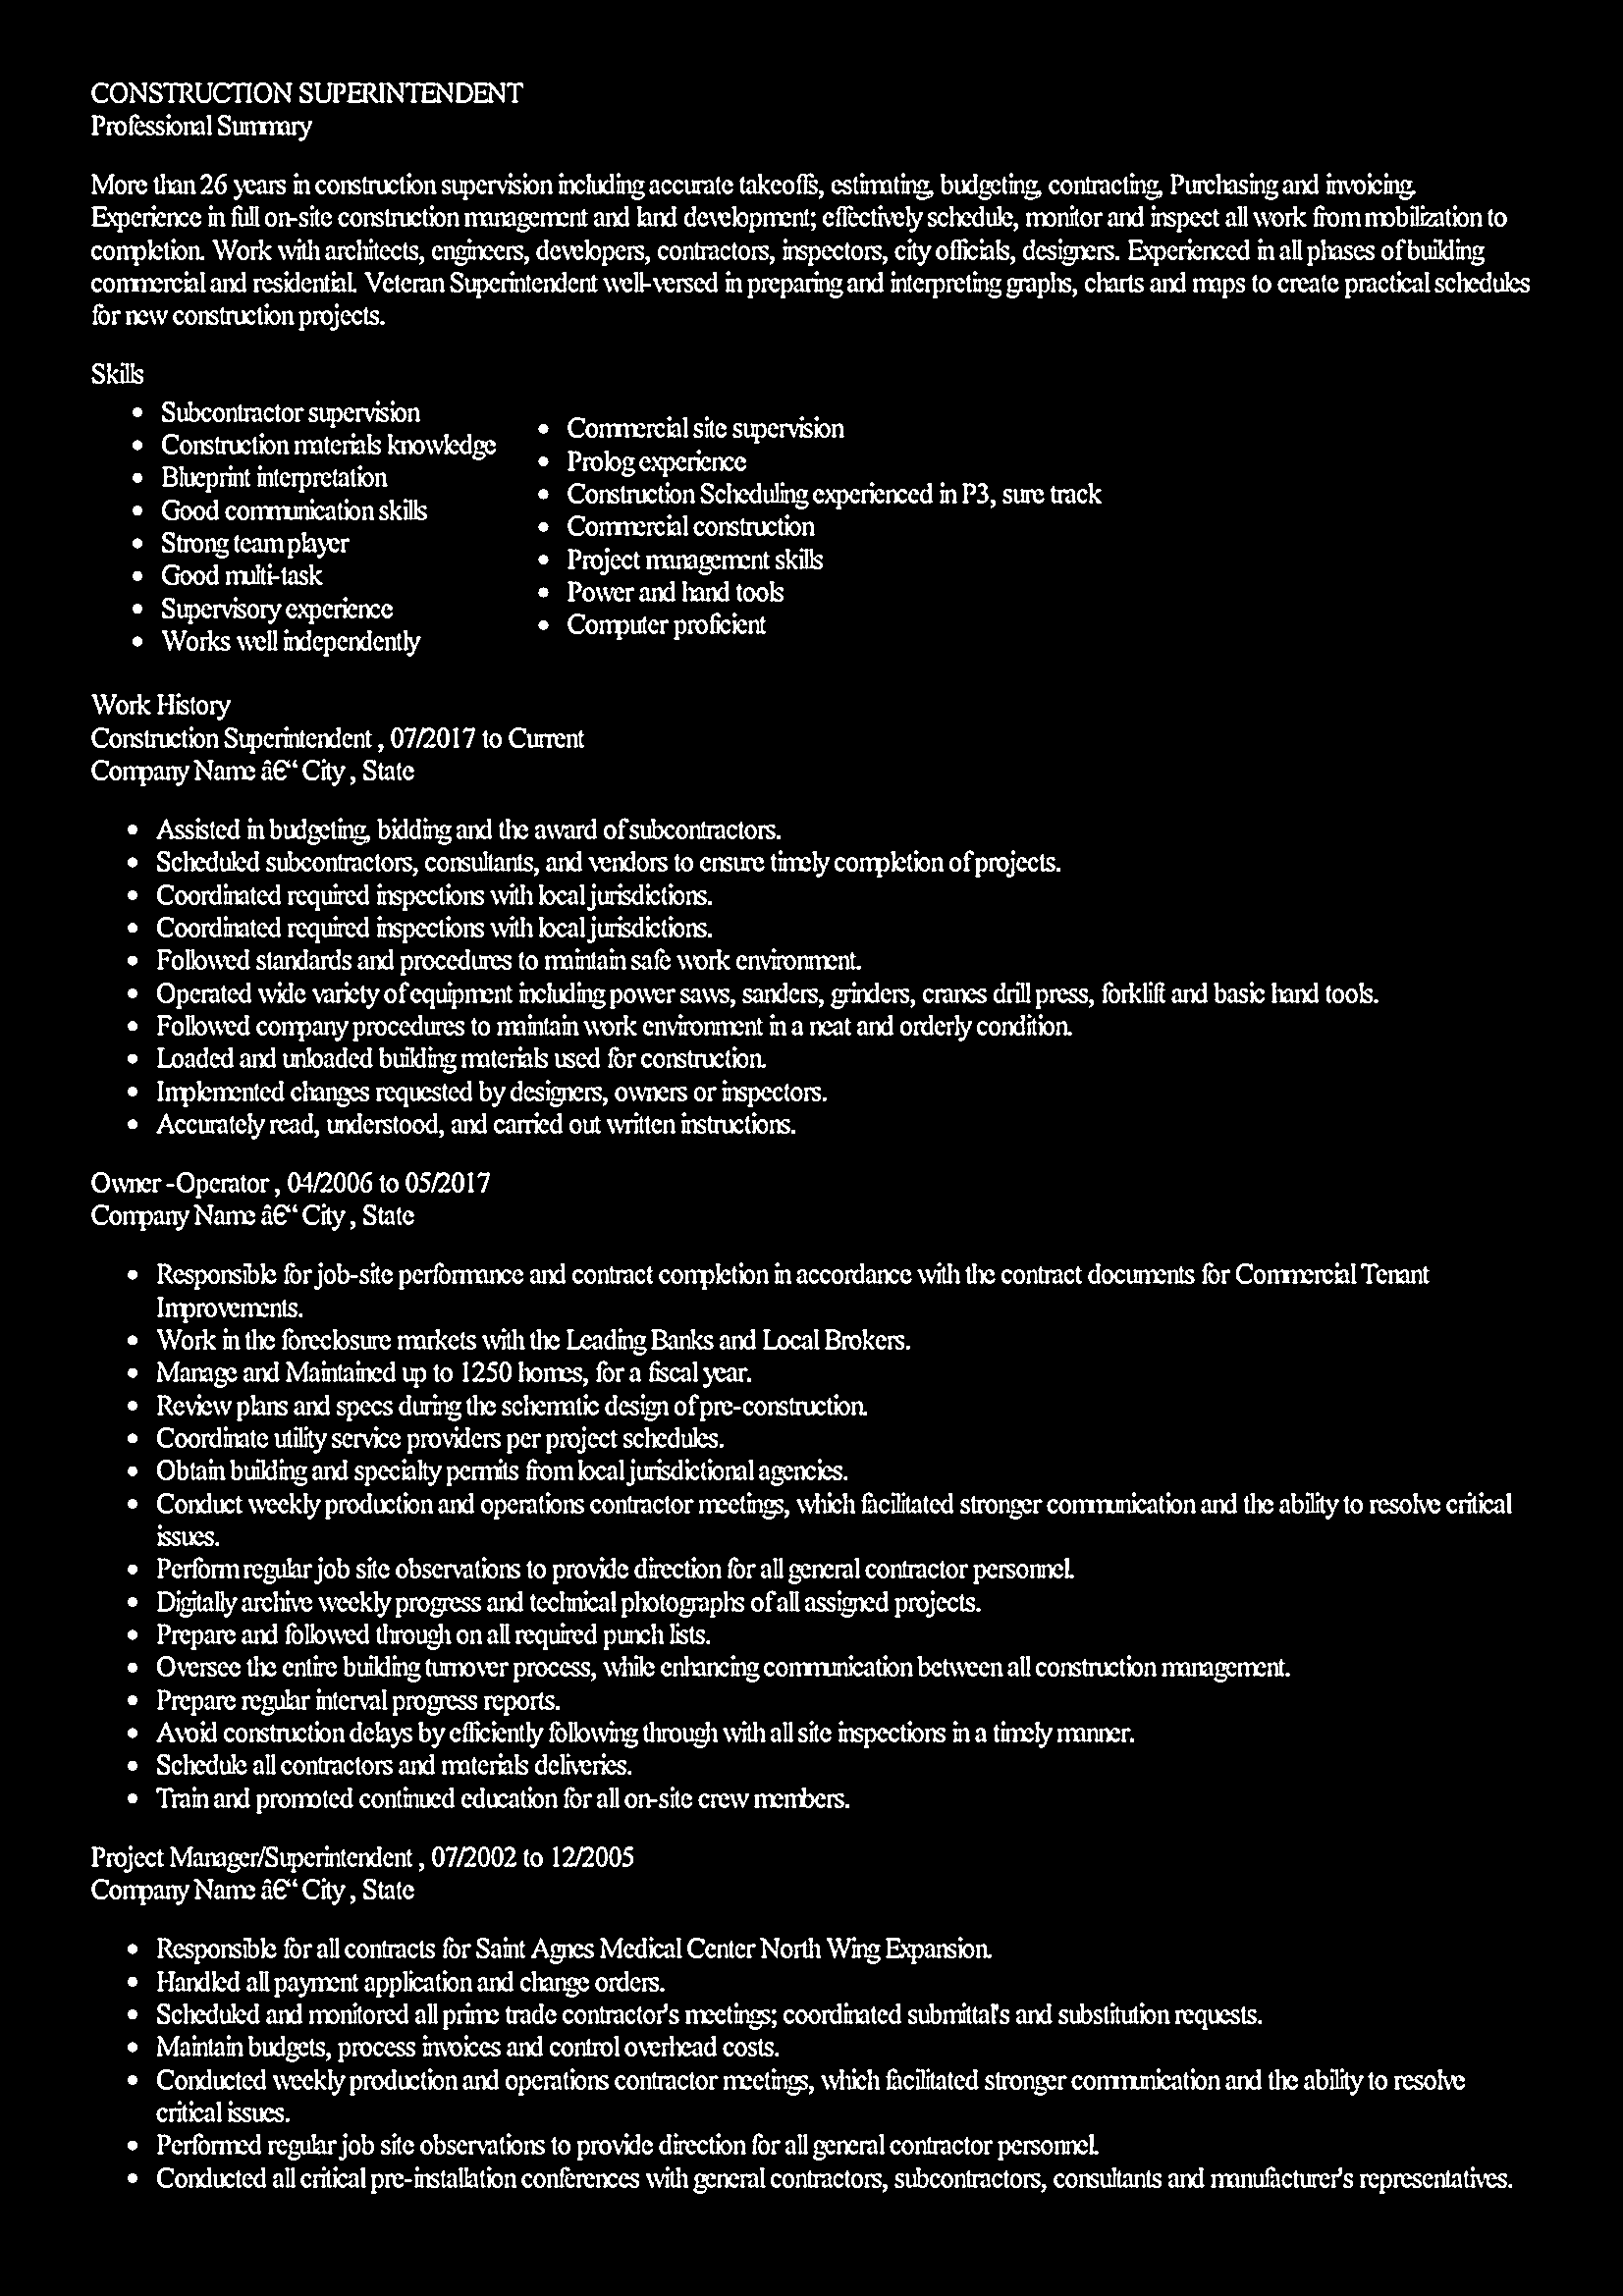 CONSTRUCTION SUPERINTENDENT
Professional Summary
More than 26 years in construction supervision including accurate takeoffs, estimating, budgeting, contracting, Purchasing and invoicing.
Experience in full on-site construction management and land development; effectively schedule, monitor and inspect all work from mobilization to
completion. Work with architects, engineers, developers, contractors, inspectors, city officials, designers. Experienced in all phases of building
commercial and residential. Veteran Superintendent well-versed in preparing and interpreting graphs, charts and maps to create practical schedules
for new construction projects.
Skills
• Subcontractor supervision
• Construction materials knowledge
• Blueprint interpretation
• Good communication skills
• Strong team player
• Good multi-task
• Supervisory experience
• Works well independently
• Commercial site supervision
• Prolog experience
• Construction Scheduling experienced in P3, sure track
• Commercial construction
• Project management skills
• Power and hand tools
• Computer proficient
Work History
Construction Superintendent , 07/2017 to Current
Company Name â€“ City , State
• Assisted in budgeting, bidding and the award of subcontractors.
• Scheduled subcontractors, consultants, and vendors to ensure timely completion of projects.
• Coordinated required inspections with local jurisdictions.
• Coordinated required inspections with local jurisdictions.
• Followed standards and procedures to maintain safe work environment.
• Operated wide variety of equipment including power saws, sanders, grinders, cranes drill press, forklift and basic hand tools.
• Followed company procedures to maintain work environment in a neat and orderly condition.
• Loaded and unloaded building materials used for construction.
• Implemented changes requested by designers, owners or inspectors.
• Accurately read, understood, and carried out written instructions.
Owner -Operator , 04/2006 to 05/2017
Company Name â€“ City , State
• Responsible for job-site performance and contract completion in accordance with the contract documents for Commercial Tenant
Improvements.
• Work in the foreclosure markets with the Leading Banks and Local Brokers.
• Manage and Maintained up to 1250 homes, for a fiscal year.
• Review plans and specs during the schematic design of pre-construction.
• Coordinate utility service providers per project schedules.
• Obtain building and specialty permits from local jurisdictional agencies.
• Conduct weekly production and operations contractor meetings, which facilitated stronger communication and the ability to resolve critical
issues.
• Perform regular job site observations to provide direction for all general contractor personnel.
• Digitally archive weekly progress and technical photographs of all assigned projects.
• Prepare and followed through on all required punch lists.
• Oversee the entire building turnover process, while enhancing communication between all construction management.
• Prepare regular interval progress reports.
• Avoid construction delays by efficiently following through with all site inspections in a timely manner.
• Schedule all contractors and materials deliveries.
• Train and promoted continued education for all on-site crew members.
Project Manager/Superintendent , 07/2002 to 12/2005
Company Name â€“ City , State
• Responsible for all contracts for Saint Agnes Medical Center North Wing Expansion.
• Handled all payment application and change orders.
• Scheduled and monitored all prime trade contractor's meetings; coordinated submittal's and substitution requests.
• Maintain budgets, process invoices and control overhead costs.
• Conducted weekly production and operations contractor meetings, which facilitated stronger communication and the ability to resolve
critical issues.
• Performed regular job site observations to provide direction for all general contractor personnel.
• Conducted all critical pre-installation conferences with general contractors, subcontractors, consultants and manufacturer's representatives.